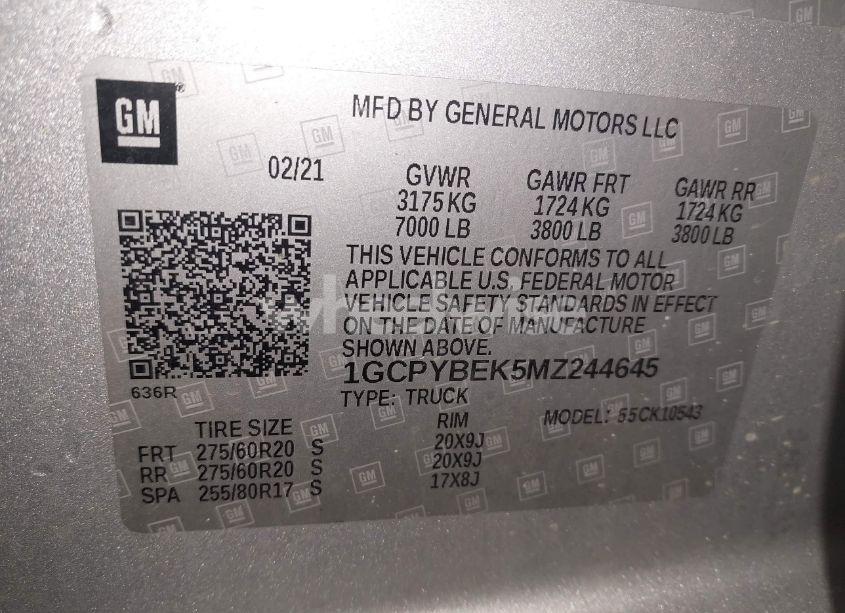 GM
MFD BY GENERAL MOTORS LLC
02/21
GVWR GAWR FRT GAWR RR
3175 KG 1724 KG 1724 KG
7000 LB 3800 LB 3800 LB
THIS VEHICLE CONFORMS TO ALL
APPLICABLE U.S. FEDERAL MOTOR
VEHICLE SAFETY STANDARDS IN EFFECT
ON THE DATE OF MANUFACTURE
SHOWN ABOVE.
1GCPYBEK5MZ244645
636R
TYPE: TRUCK
MODEL: CK10543
TIRE SIZE RIM
FRT 275/60R20 S 20X9J
RR 275/60R20 S 20X9J
SPA 255/80R17 S 17X8J